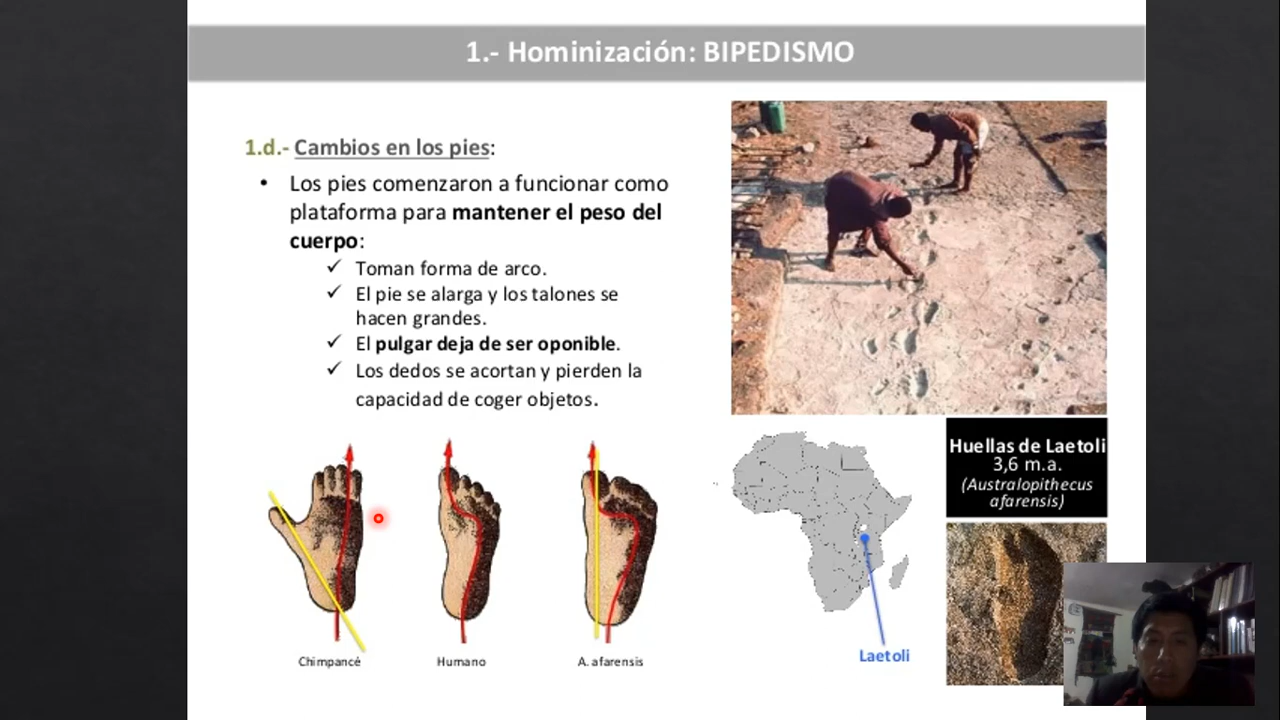 1.- Hominización: BIPEDISMO
1.d.- Cambios en los pies:
• Los pies comenzaron a funcionar como
plataforma para mantener el peso del
cuerpo:
✓ Toman forma de arco.
✓ El pie se alarga y los talones se
hacen grandes.
✓ El pulgar deja de ser oponible.
✓ Los dedos se acortan y pierden la
capacidad de coger objetos.
Chimpancé
Humano
A. afarensis
Huellas de Laetoli
3,6 m.a.
(Australopithecus
afarensis)
Laetoli